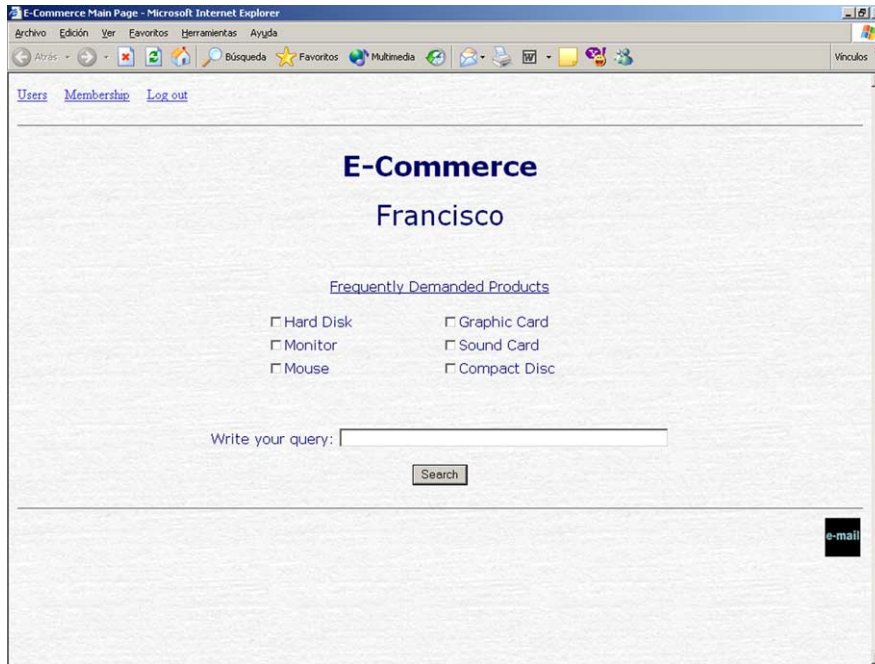 E-Commerce Main Page - Microsoft Internet Explorer
Archivo Edición Ver Favoritos Herramientas Ayuda
Atrás Búsqueda Favoritos Multimedia Vínculos
Users Membership Log out
E-Commerce
Francisco
Frequently Demanded Products
Hard Disk Graphic Card
Monitor Sound Card
Mouse Compact Disc
Write your query:
Search
e-mail